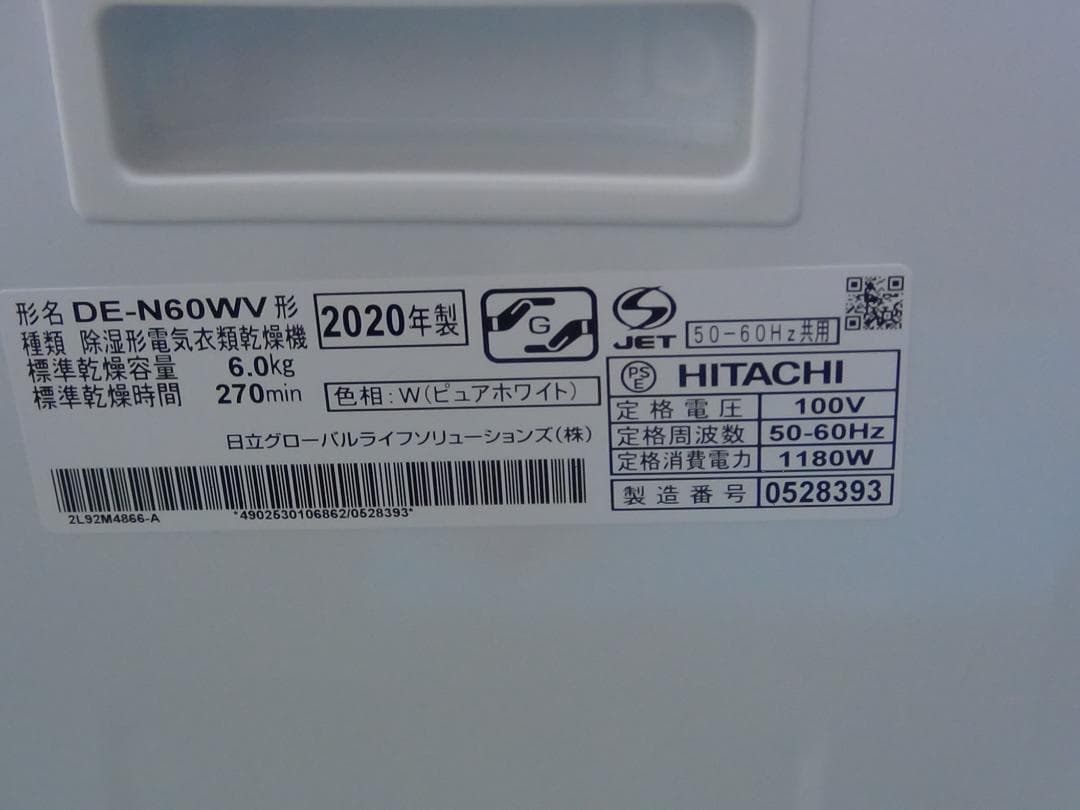 形名 DE-N60WV 形
種類 除湿形電気衣類乾燥機
標準乾燥容量 6.0kg
標準乾燥時間 270min
2020年製
G
色相:W(ピュアホワイト)
日立グローバルライフソリューションズ(株)
2L92M4866-A
*4902530106862/0528393*
S
JET
50-60Hz共用
PS
E
HITACHI
定格電圧 100V
定格周波数 50-60Hz
定格消費電力 1180W
製造番号 0528393